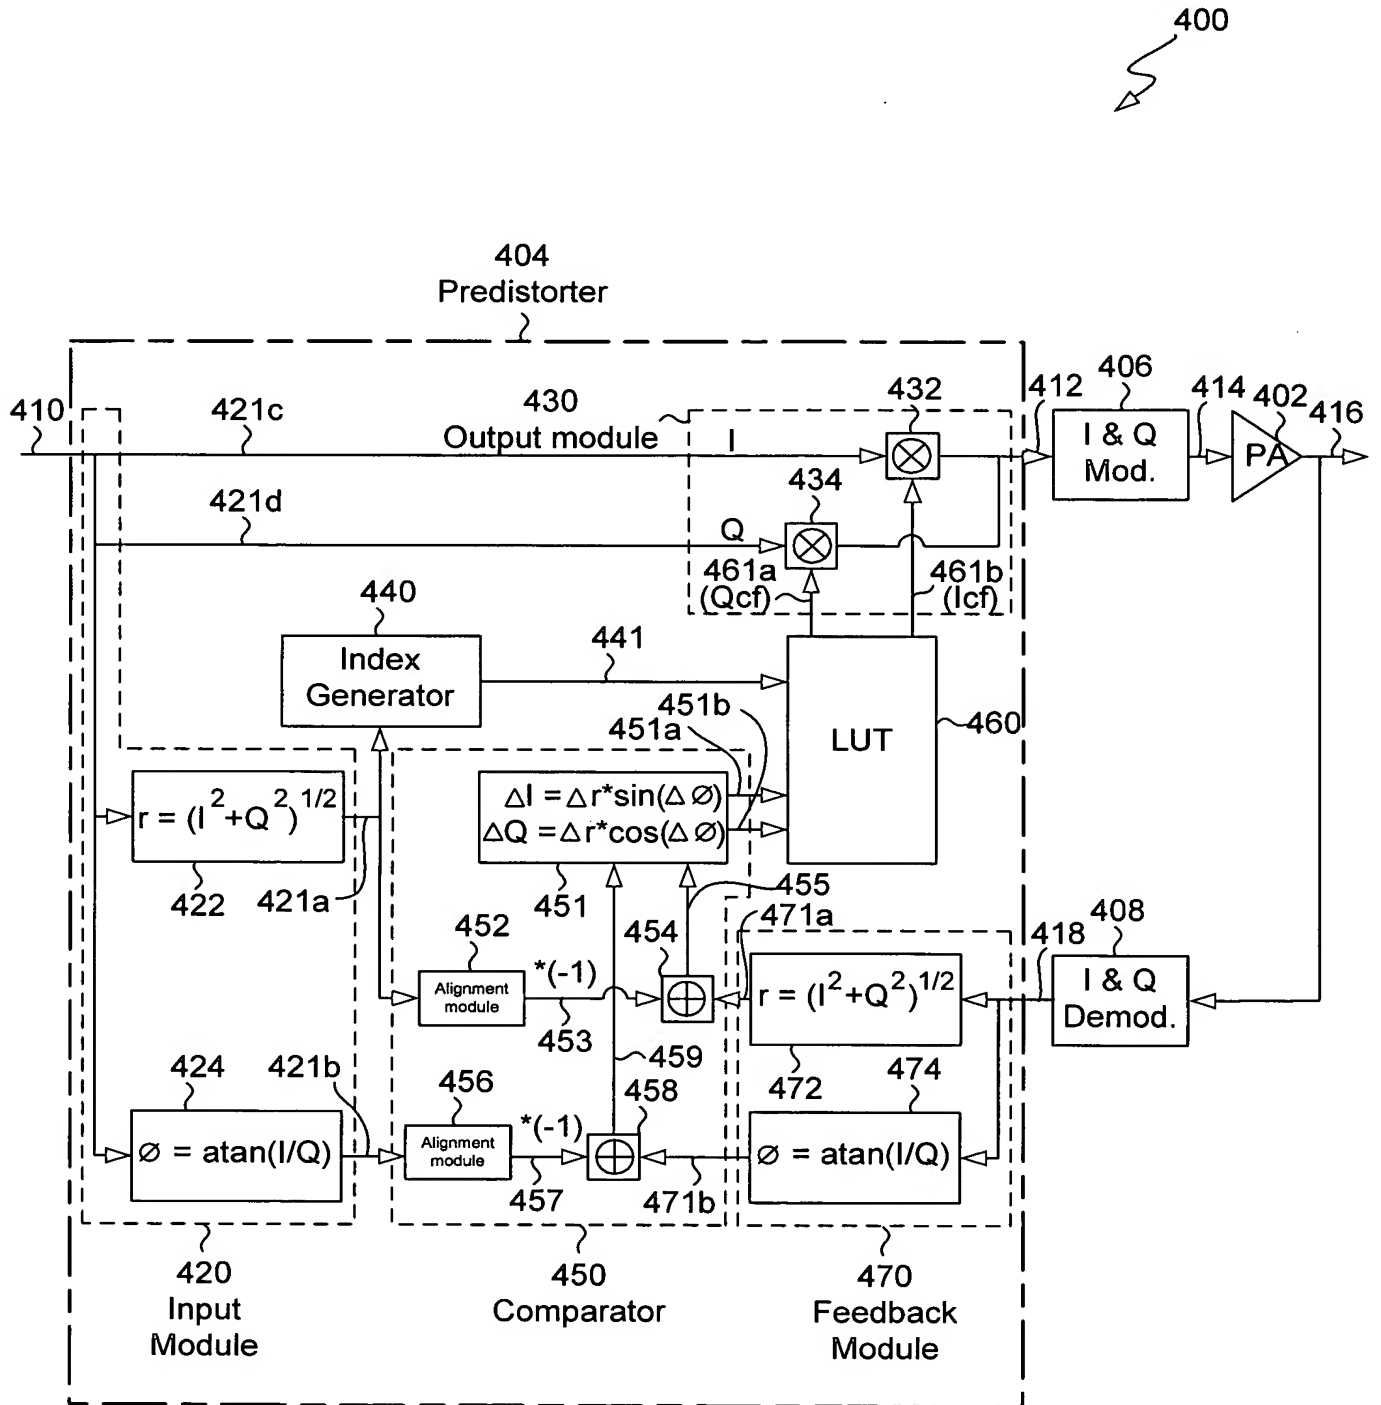 400
404
Predistorter
410
421c
430
Output module
I
432
412
406
I & Q
Mod.
414
402
PA
416
421d
Q
434
461a
(Qcf)
461b
(Icf)
440
Index
Generator
441
451b
451a
LUT
460
r = (I²+Q²)^1/2
422
421a
ΔI = Δr*sin(Δ∅)
ΔQ = Δr*cos(Δ∅)
451
455
452
Alignment
module
*(-1)
453
454
471a
r = (I²+Q²)^1/2
472
418
408
I & Q
Demod.
459
424
∅ = atan(I/Q)
421b
456
Alignment
module
*(-1)
457
458
471b
474
∅ = atan(I/Q)
420
Input
Module
450
Comparator
470
Feedback
Module